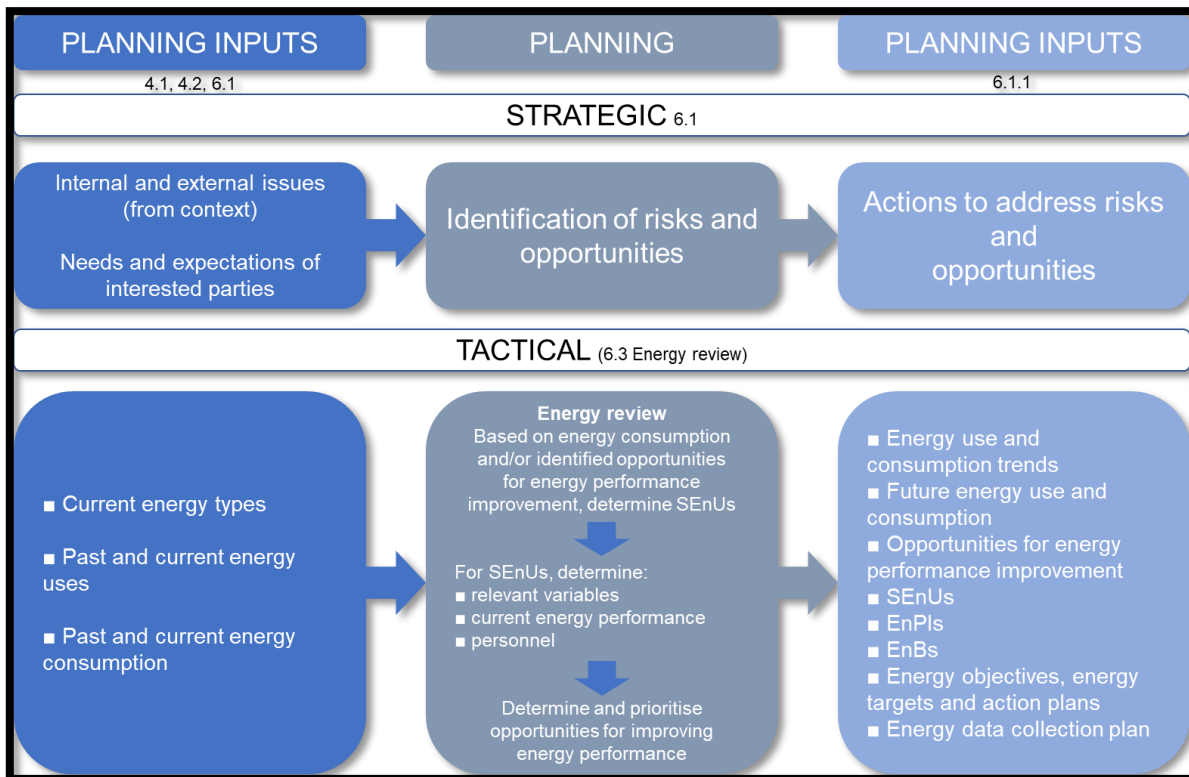 PLANNING INPUTS
PLANNING
PLANNING INPUTS
4.1, 4.2, 6.1
6.1.1
STRATEGIC 6.1
Internal and external issues
(from context)
Needs and expectations of
interested parties
Identification of risks and
opportunities
Actions to address risks
and
opportunities
TACTICAL (6.3 Energy review)
■ Current energy types
■ Past and current energy
uses
■ Past and current energy
consumption
Energy review
Based on energy consumption
and/or identified opportunities
for energy performance
improvement, determine SEnUs
For SEnUs, determine:
■ relevant variables
■ current energy performance
■ personnel
Determine and prioritise
opportunities for improving
energy performance
■ Energy use and
consumption trends
■ Future energy use and
consumption
■ Opportunities for energy
performance improvement
■ SEnUs
■ EnPIs
■ EnBs
■ Energy objectives, energy
targets and action plans
■ Energy data collection plan